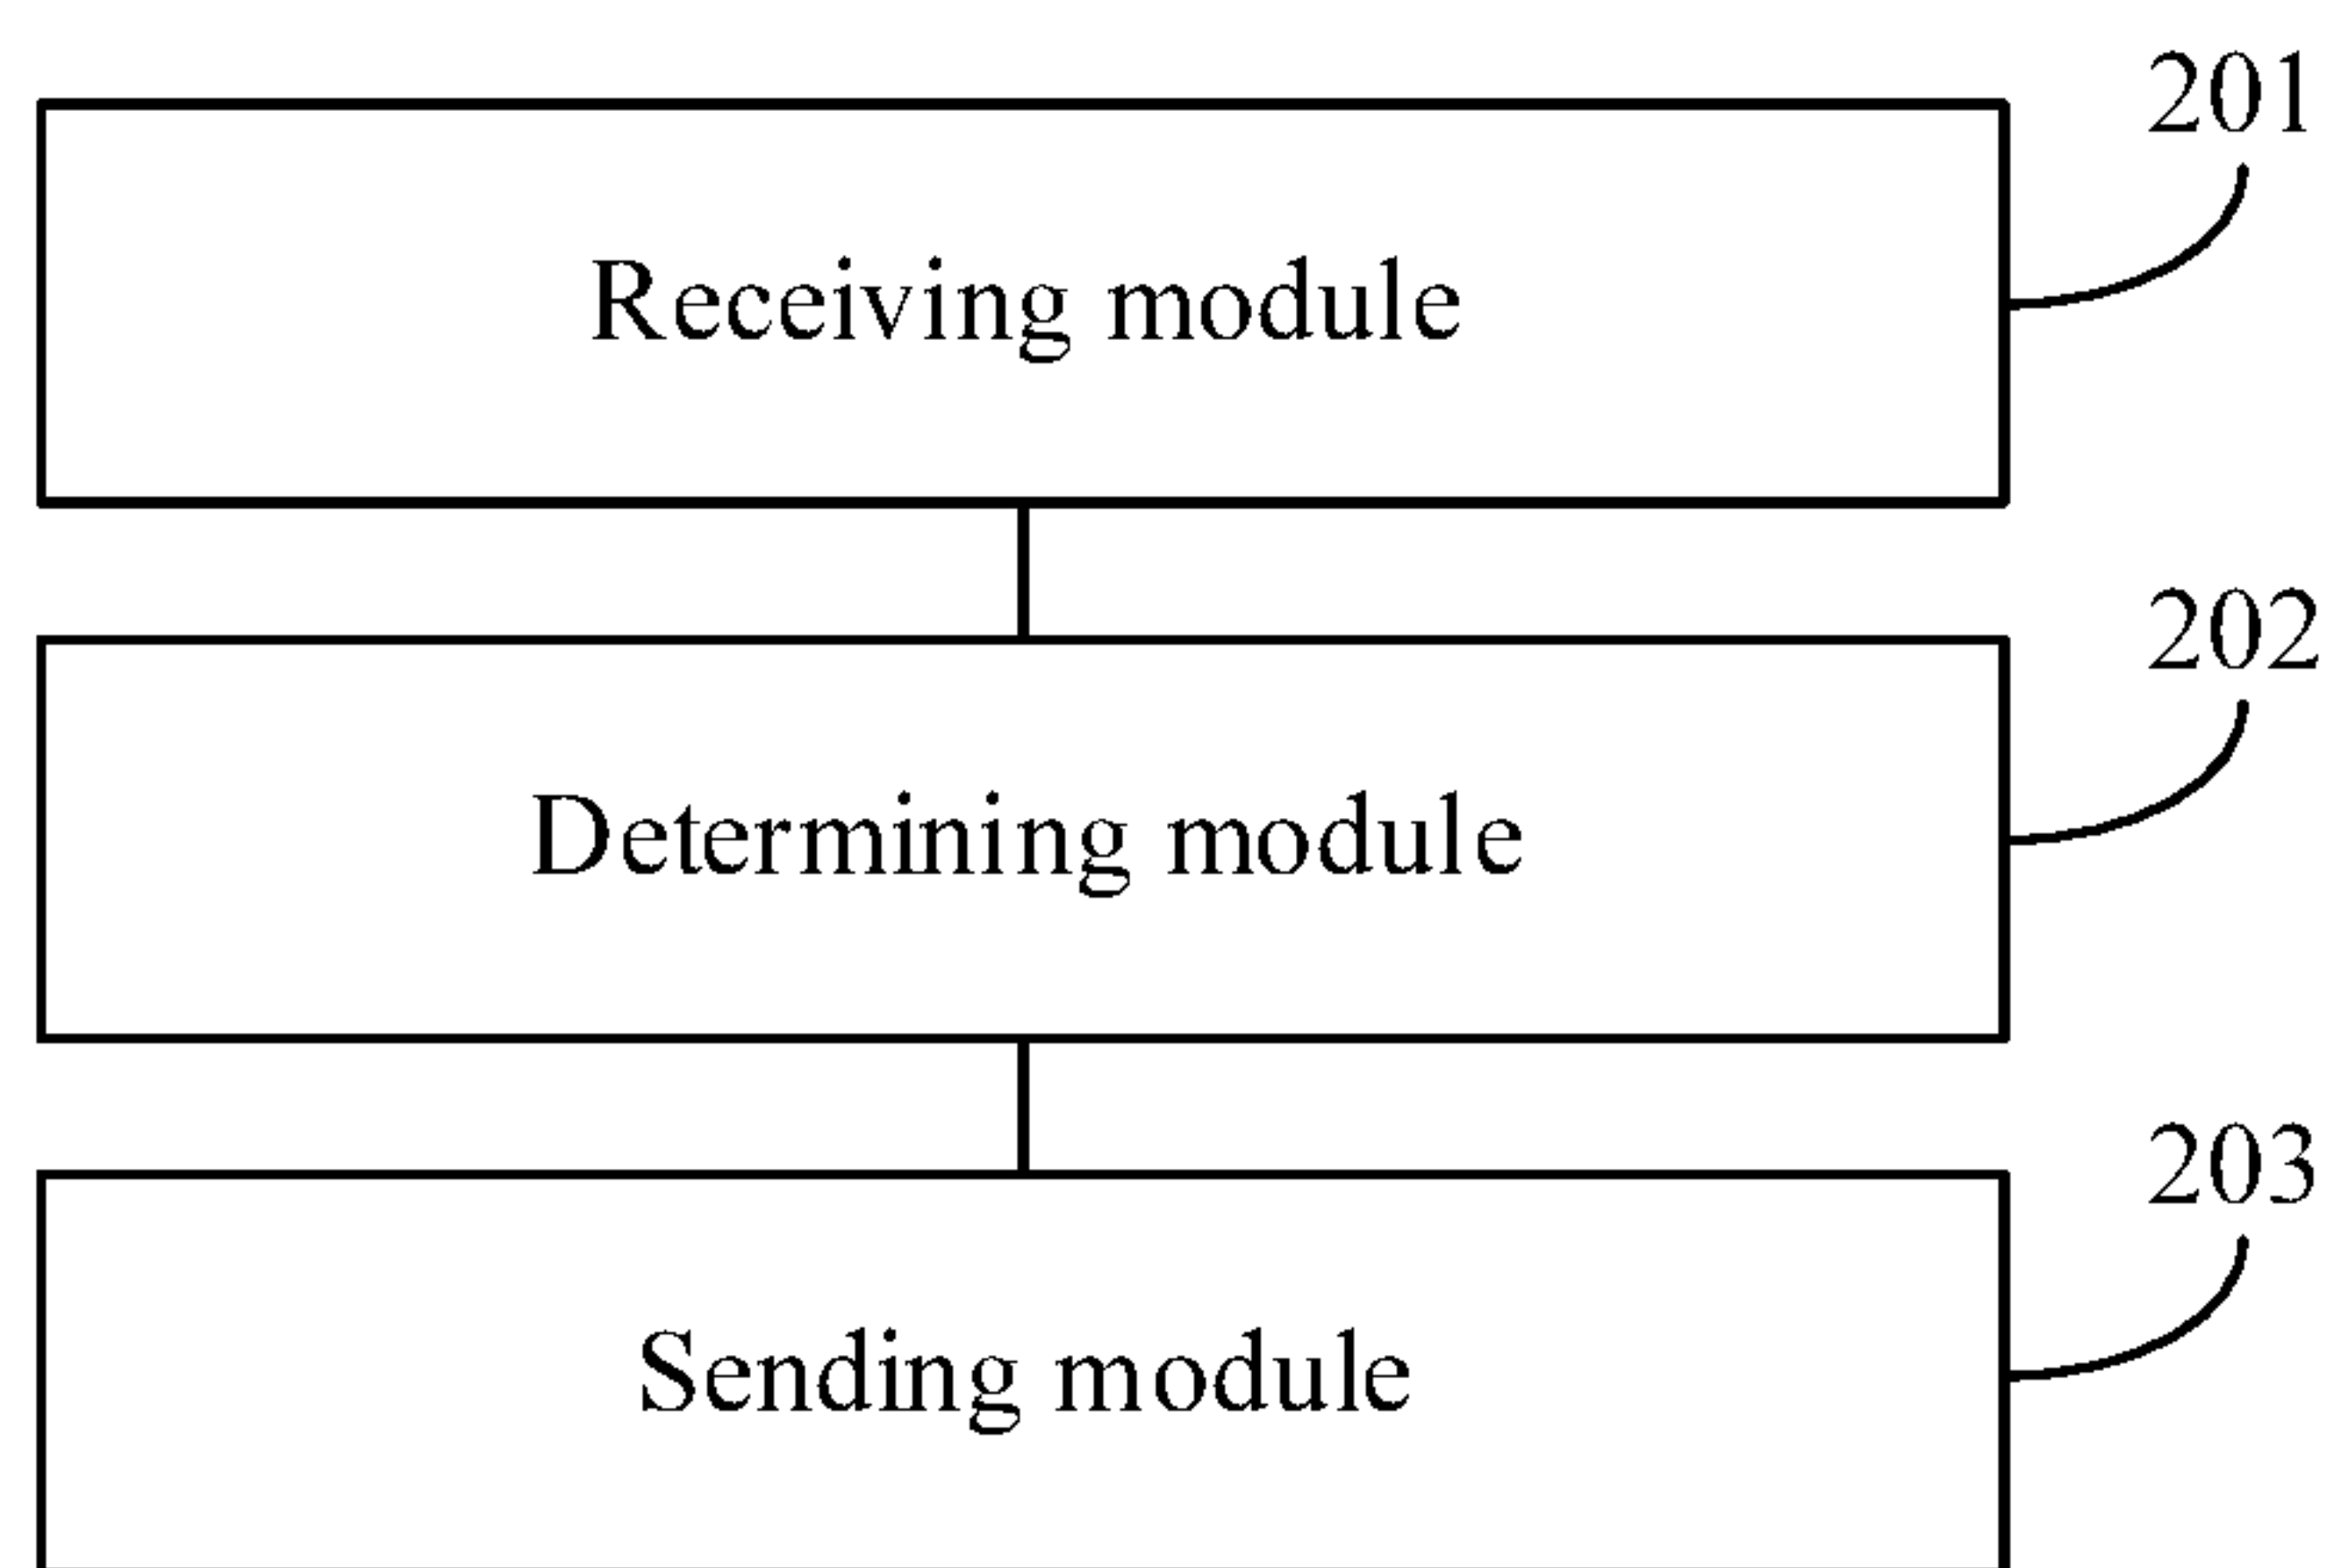 201
Receiving module
202
Determining module
203
Sending module